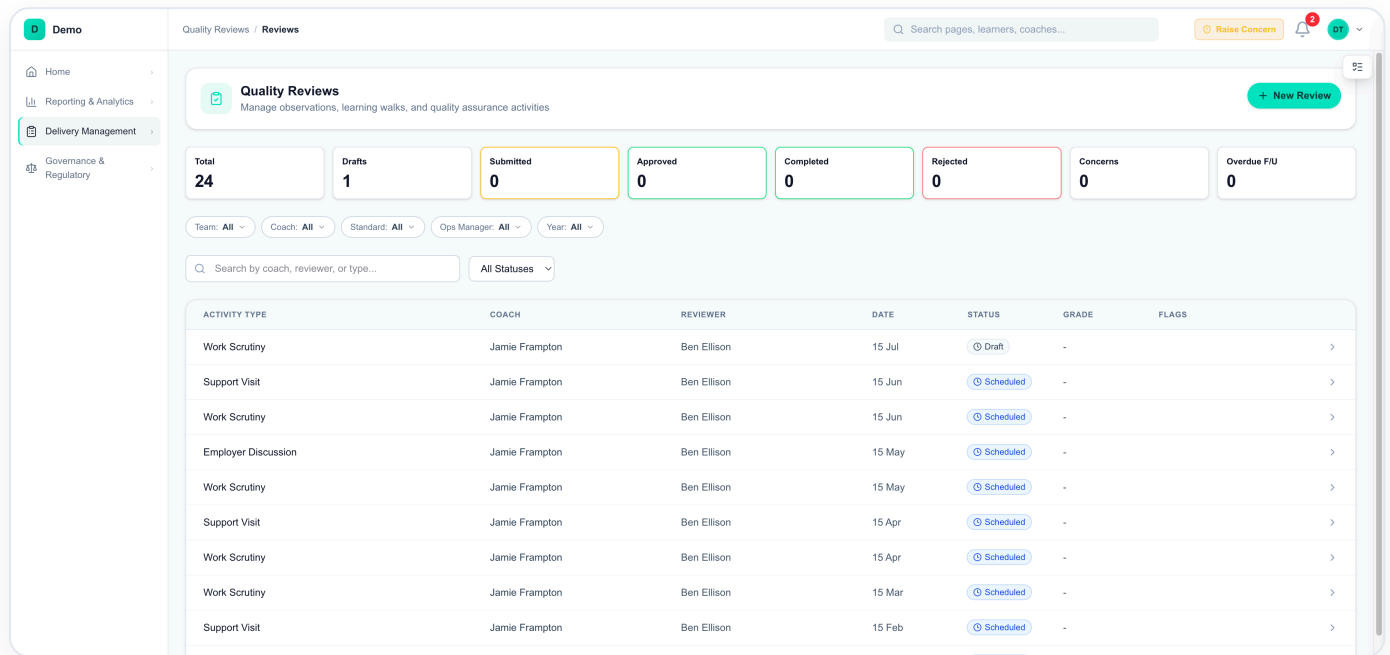 D Demo
Quality Reviews / Reviews
Search pages, learners, coaches...
Raise Concern
2
DT
Home
Reporting & Analytics
Delivery Management
Governance &
Regulatory
Quality Reviews
Manage observations, learning walks, and quality assurance activities
+ New Review
Total
24
Drafts
1
Submitted
0
Approved
0
Completed
0
Rejected
0
Concerns
0
Overdue F/U
0
Team: All
Coach: All
Standard: All
Ops Manager: All
Year: All
Search by coach, reviewer, or type...
All Statuses
ACTIVITY TYPE COACH REVIEWER DATE STATUS GRADE FLAGS
Work Scrutiny Jamie Frampton Ben Ellison 15 Jul Draft -
Support Visit Jamie Frampton Ben Ellison 15 Jun Scheduled -
Work Scrutiny Jamie Frampton Ben Ellison 15 Jun Scheduled -
Employer Discussion Jamie Frampton Ben Ellison 15 May Scheduled -
Work Scrutiny Jamie Frampton Ben Ellison 15 May Scheduled -
Support Visit Jamie Frampton Ben Ellison 15 Apr Scheduled -
Work Scrutiny Jamie Frampton Ben Ellison 15 Apr Scheduled -
Work Scrutiny Jamie Frampton Ben Ellison 15 Mar Scheduled -
Support Visit Jamie Frampton Ben Ellison 15 Feb Scheduled -